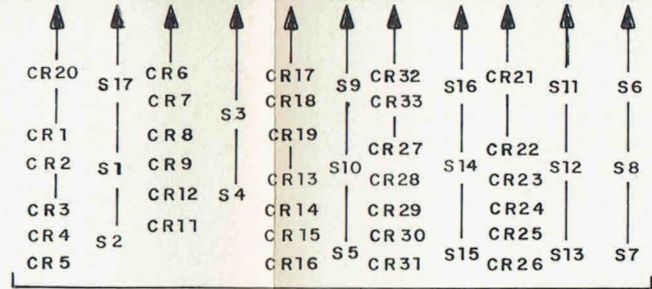 CR20 S17 CR6 S3 CR17 S9 CR32 S16 CR21 S11 S6
CR7 CR18 CR33
CR1 CR8 CR19 CR27 CR22
CR2 S1 CR9 CR13 S10 CR28 S14 CR23 S12 S8
CR3 CR12 S4 CR14 CR29 CR24
CR4 S2 CR11 CR15 CR30 CR25
CR5 CR16 S5 CR31 S15 CR26 S13 S7